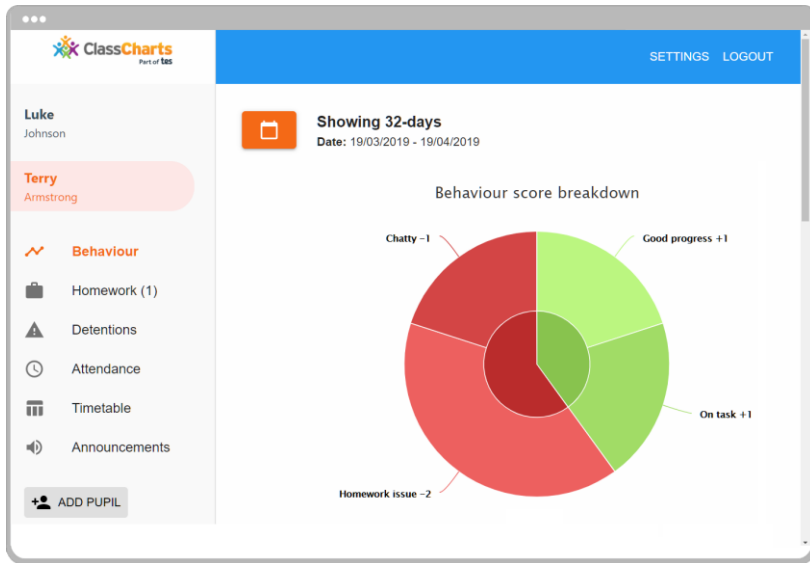 ClassCharts
Part of tes
SETTINGS LOGOUT
Luke
Johnson
Terry
Armstrong
Behaviour
Homework (1)
Detentions
Attendance
Timetable
Announcements
ADD PUPIL
Showing 32-days
Date: 19/03/2019 - 19/04/2019
Behaviour score breakdown
Chatty -1
Good progress +1
On task +1
Homework issue -2